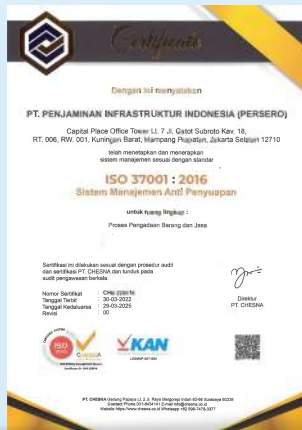 Certificate
Dengan ini menyatakan
PT. PENJAMINAN INFRASTRUKTUR INDONESIA (PERSERO)
Capital Place Office Tower Lt. 7 Jl. Gatot Subroto Kav. 18,
RT. 006, RW. 001, Kuningan Barat, Mampang Prapatan, Jakarta Selatan 12710
telah menetapkan dan menerapkan
sistem manajemen sesuai dengan standar
ISO 37001 : 2016
Sistem Manajemen Anti Penyuapan
untuk ruang lingkup :
Proses Pengadaan Barang dan Jasa
Sertifikasi ini dilakukan sesuai dengan prosedur audit
dan sertifikasi PT. CHESNA dan tunduk pada
audit pengawasan berkala.
Nomor Sertifikat :
Tanggal Terbit : 30-03-2022
Tanggal Kedaluarsa : 29-03-2025
Revisi : 00
Direktur
PT. CHESNA
ISO
CHESNA
KAN